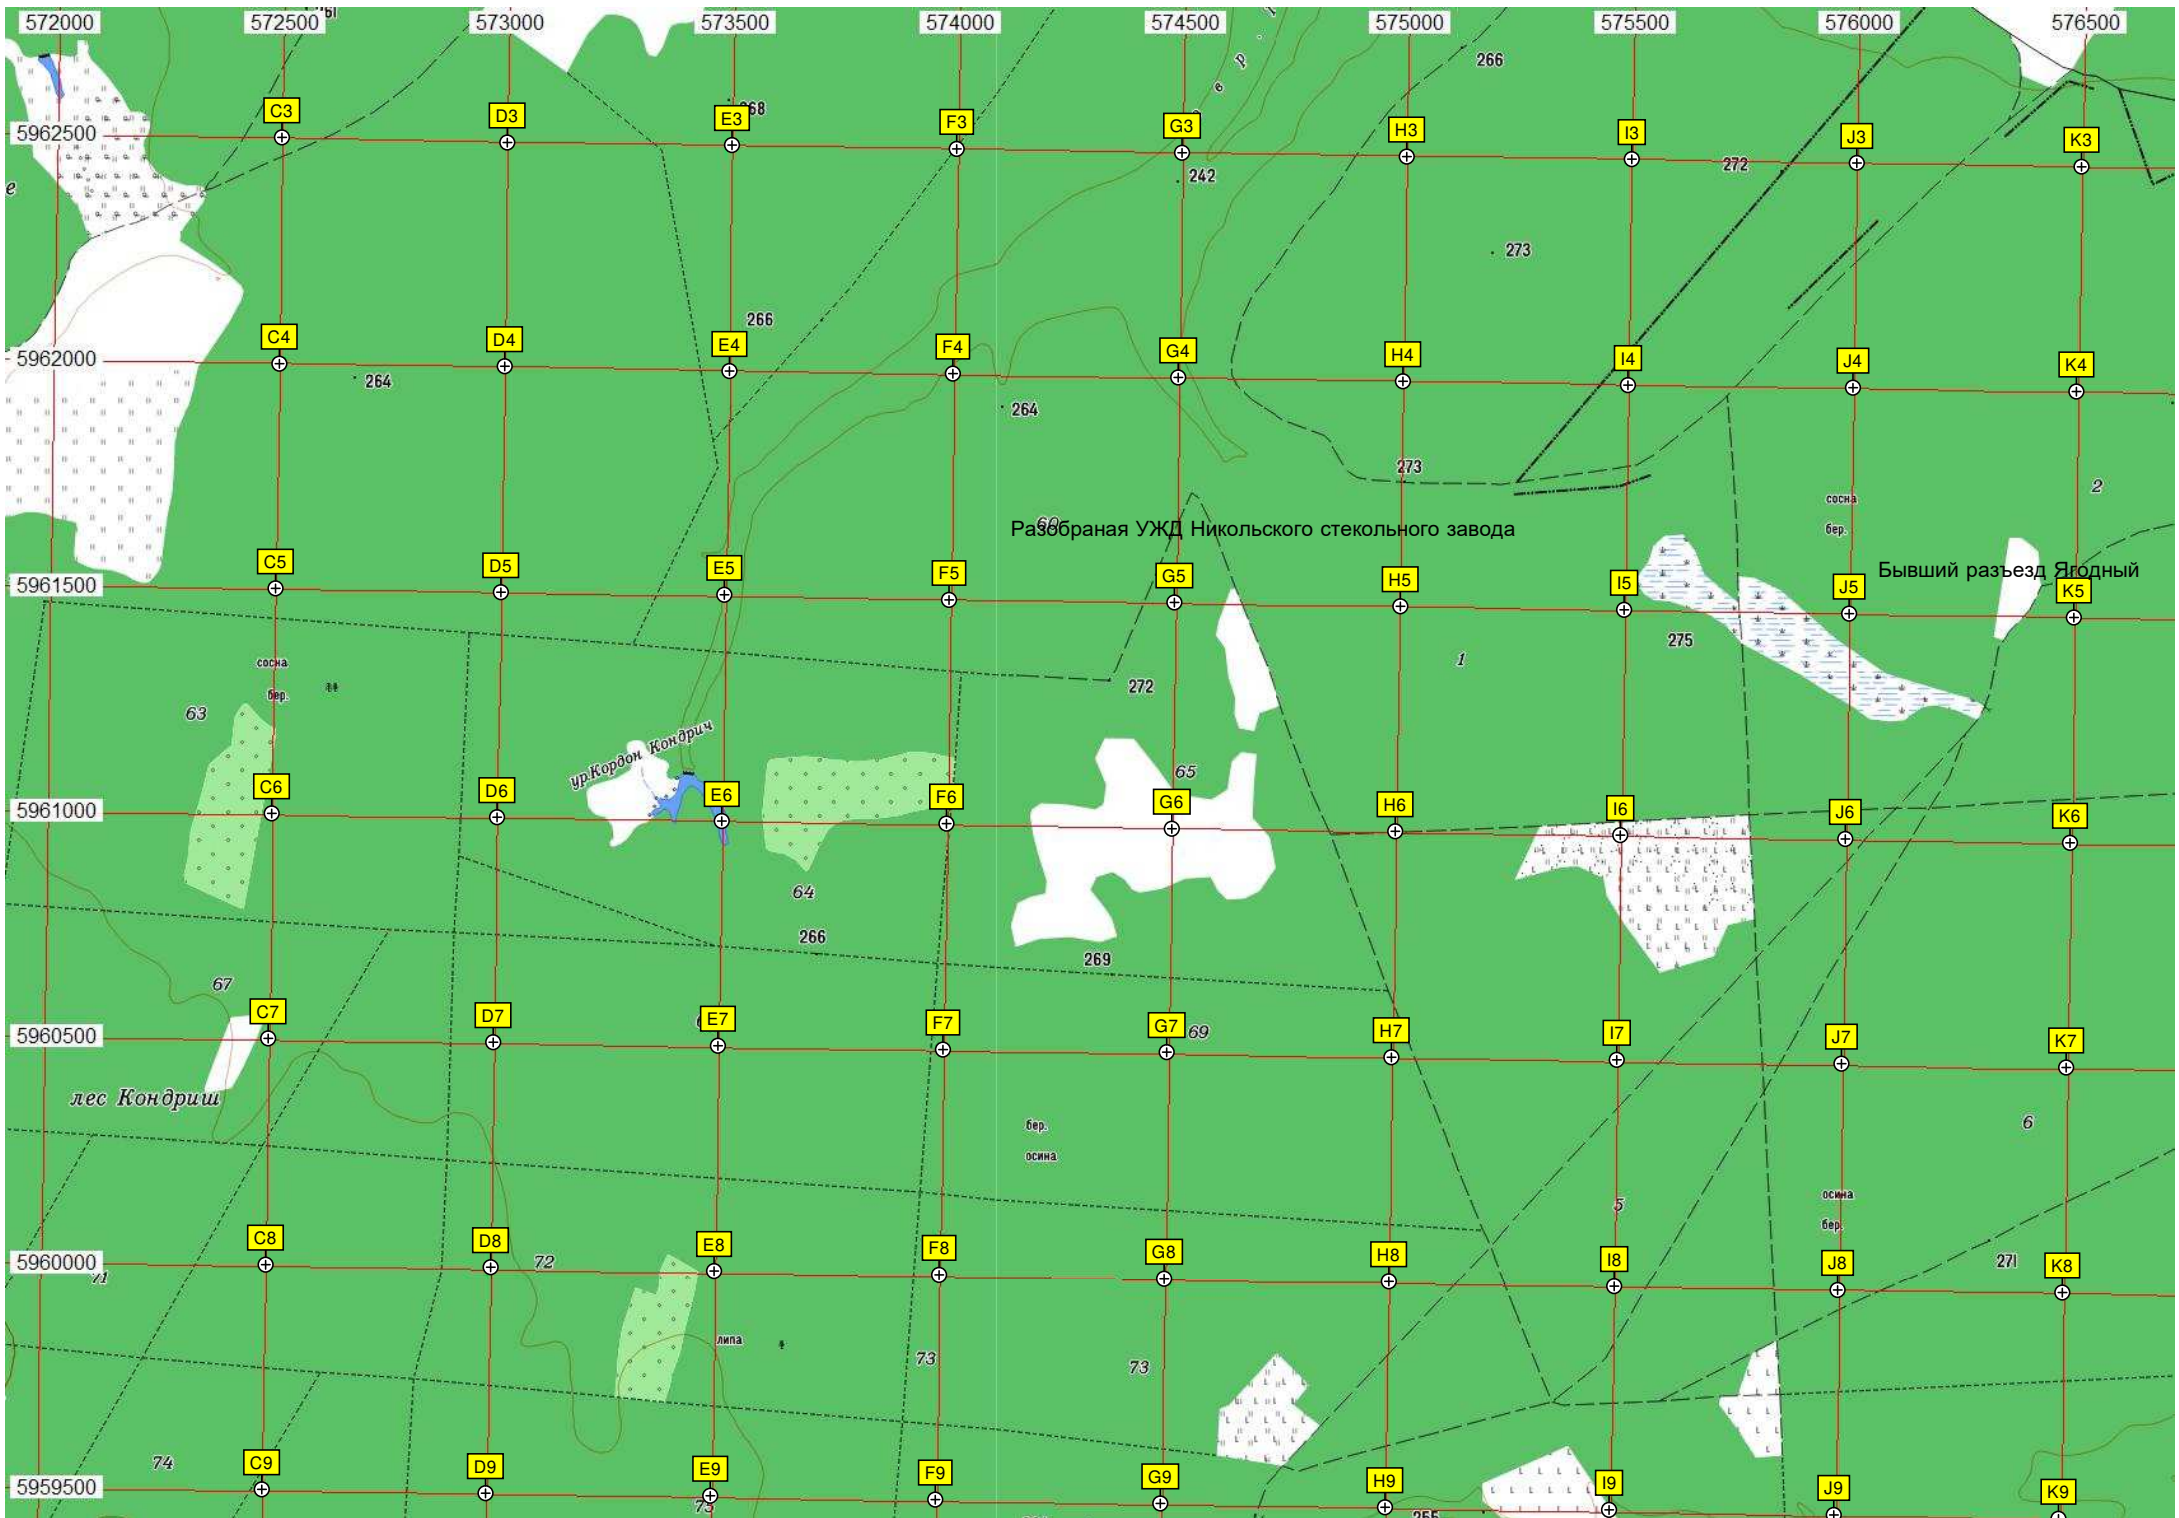 572000 572500 573000 573500 574000 574500 575000 575500 576000 576500
266
268
C3 D3 E3 F3 G3 H3 I3 J3 K3
5962500
242
272
е
273
266
C4 D4 E4 F4 G4 H4 I4 J4 K4
5962000
264
264
273
2
сосна
бер.
60
Разобраная УЖД Никольского стекольного завода
Бывший разъезд Ягодный
C5 D5 E5 F5 G5 H5 I5 J5 K5
5961500
275
1
сосна
бер.
272
63
ур.Кордон Кондрич
65
C6 D6 E6 F6 G6 H6 I6 J6 K6
5961000
64
266
269
67
C7 D7 E7 F7 G7 H7 I7 J7 K7
5960500
69
лес Кондриш
6
бер.
осина
осина
бер.
5
C8 D8 E8 F8 G8 H8 I8 J8 K8
5960000
71
72
271
липа
73
73
74
C9 D9 E9 F9 G9 H9 I9 J9 K9
5959500